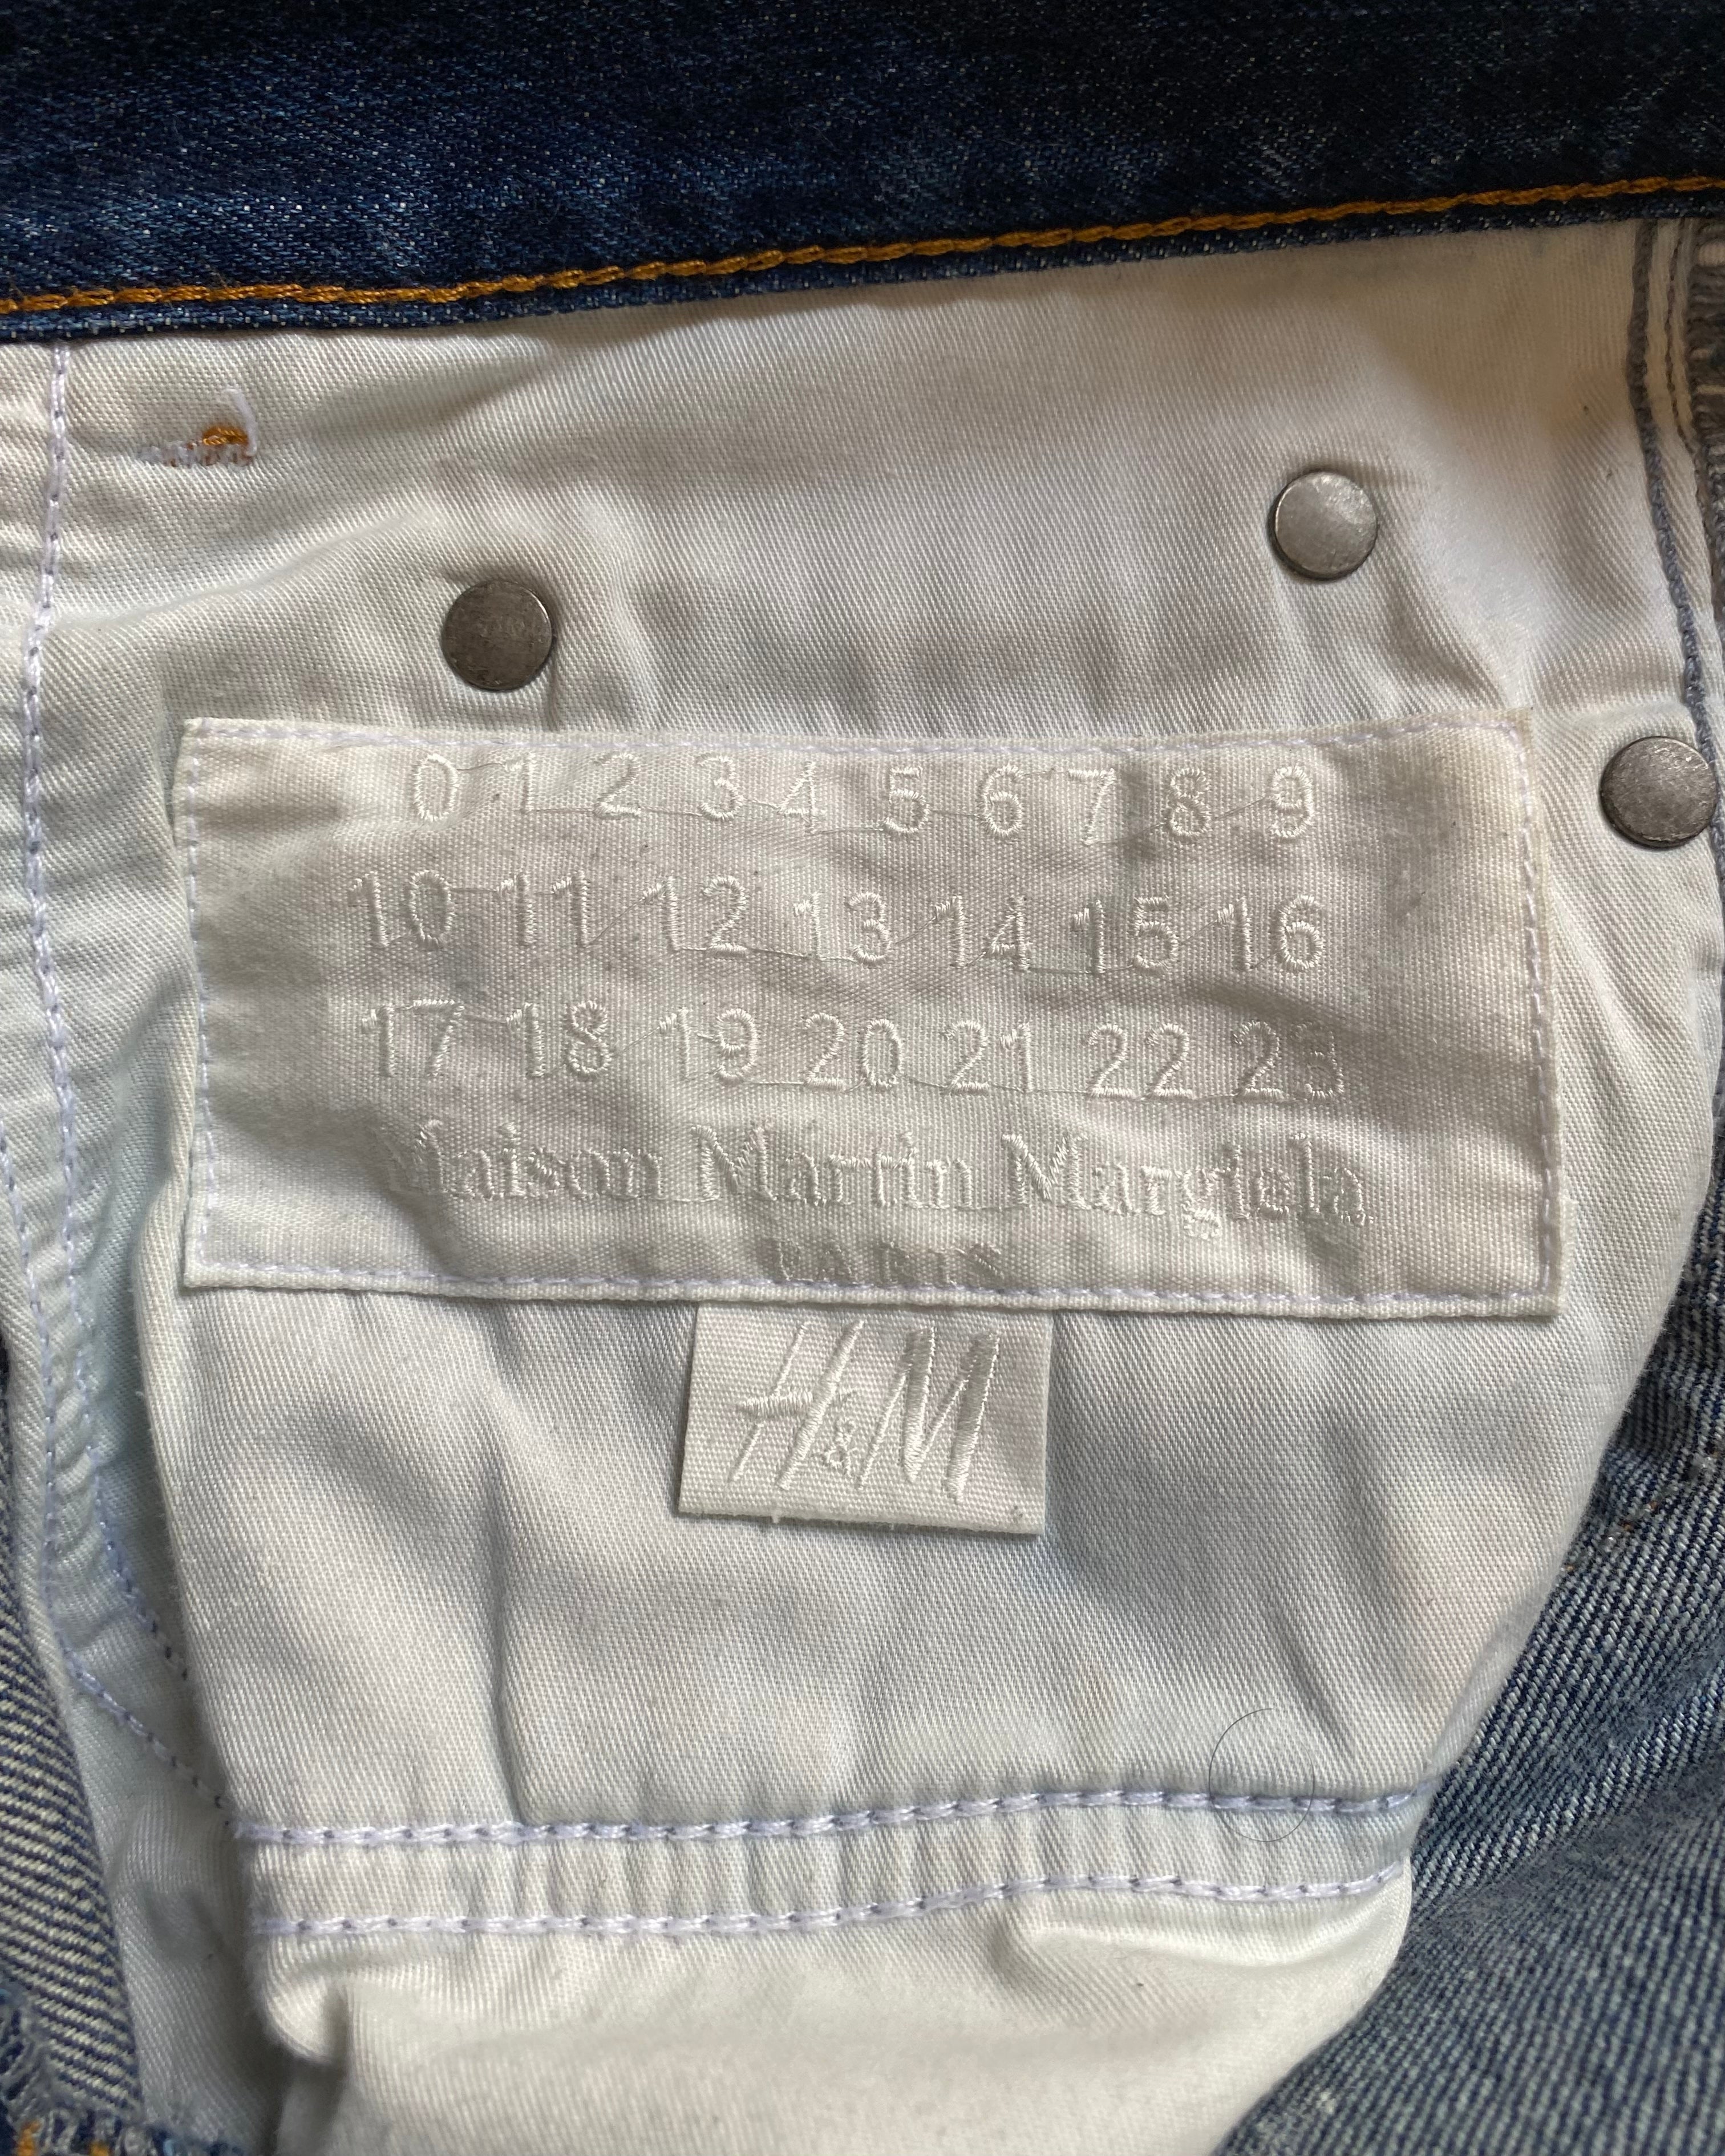 0 1 2 3 4 5 6 7 8 9
10 11 12 13 14 15 16
17 18 19 20 21 22 23
Maison Martin Margiela
PARIS
H&M